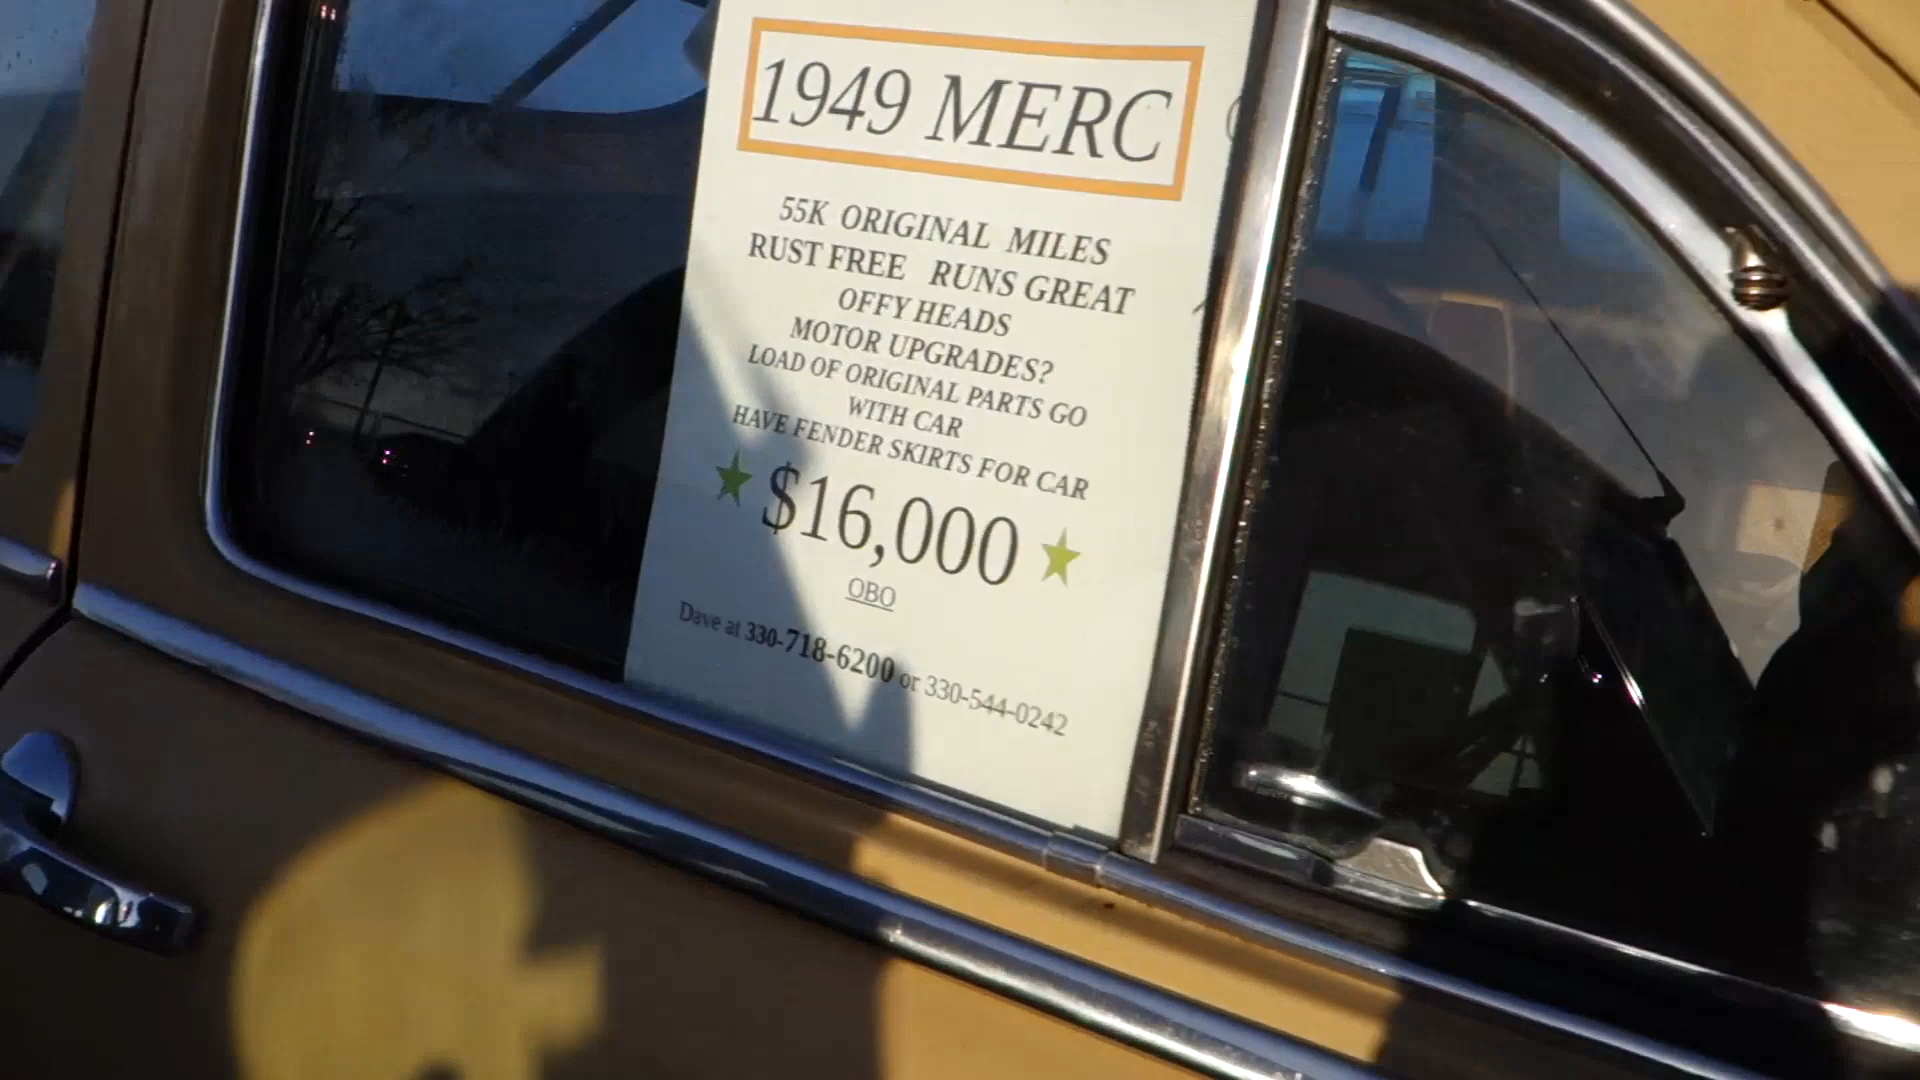 1949 MERC
55K ORIGINAL MILES
RUST FREE RUNS GREAT
OFFY HEADS
MOTOR UPGRADES?
LOAD OF ORIGINAL PARTS GO
WITH CAR
HAVE FENDER SKIRTS FOR CAR
$16,000
OBO
Dave at 330-718-6200 or 330-544-0242